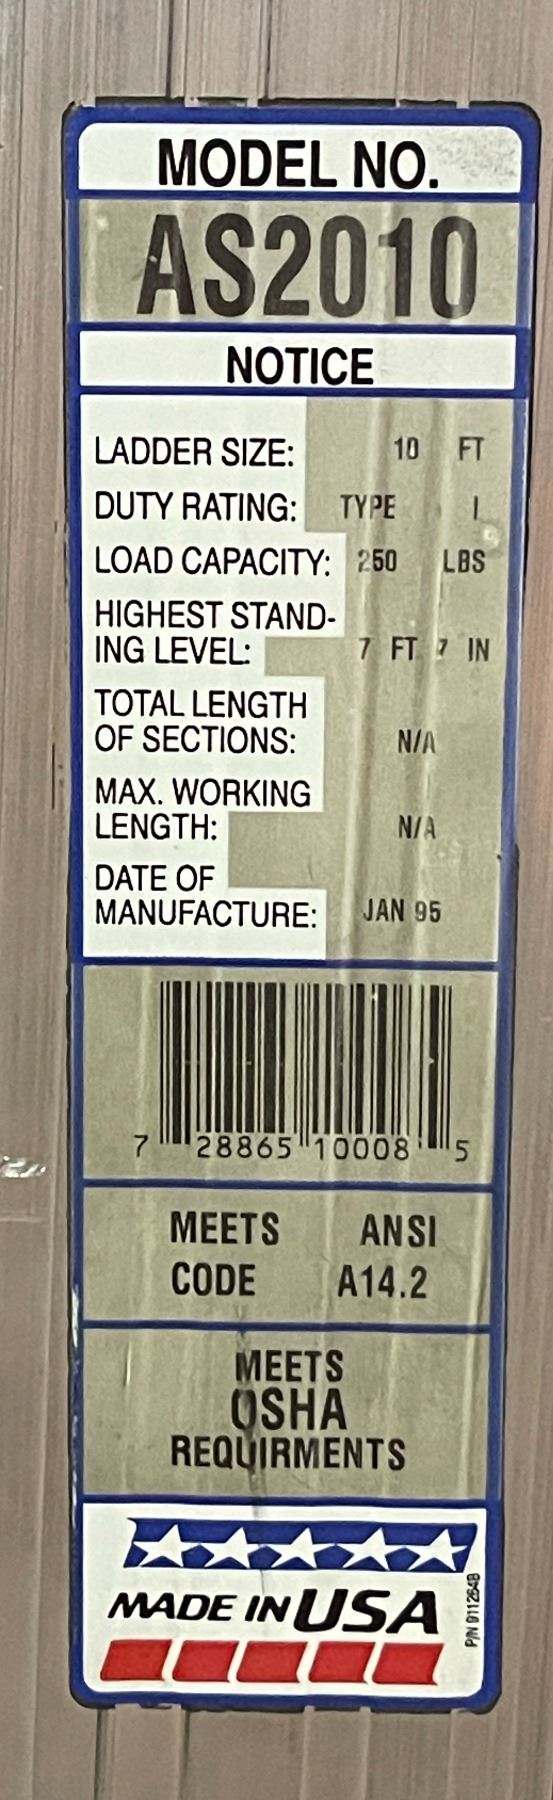 MODEL NO.
AS2010
NOTICE
LADDER SIZE: 10 FT
DUTY RATING: TYPE I
LOAD CAPACITY: 250 LBS
HIGHEST STAND-
ING LEVEL: 7 FT 7 IN
TOTAL LENGTH
OF SECTIONS: N/A
MAX. WORKING
LENGTH: N/A
DATE OF
MANUFACTURE: JAN 95
7 28865 10008 5
MEETS ANSI
CODE A14.2
MEETS
OSHA
REQUIRMENTS
MADE IN USA
P/N 911264B